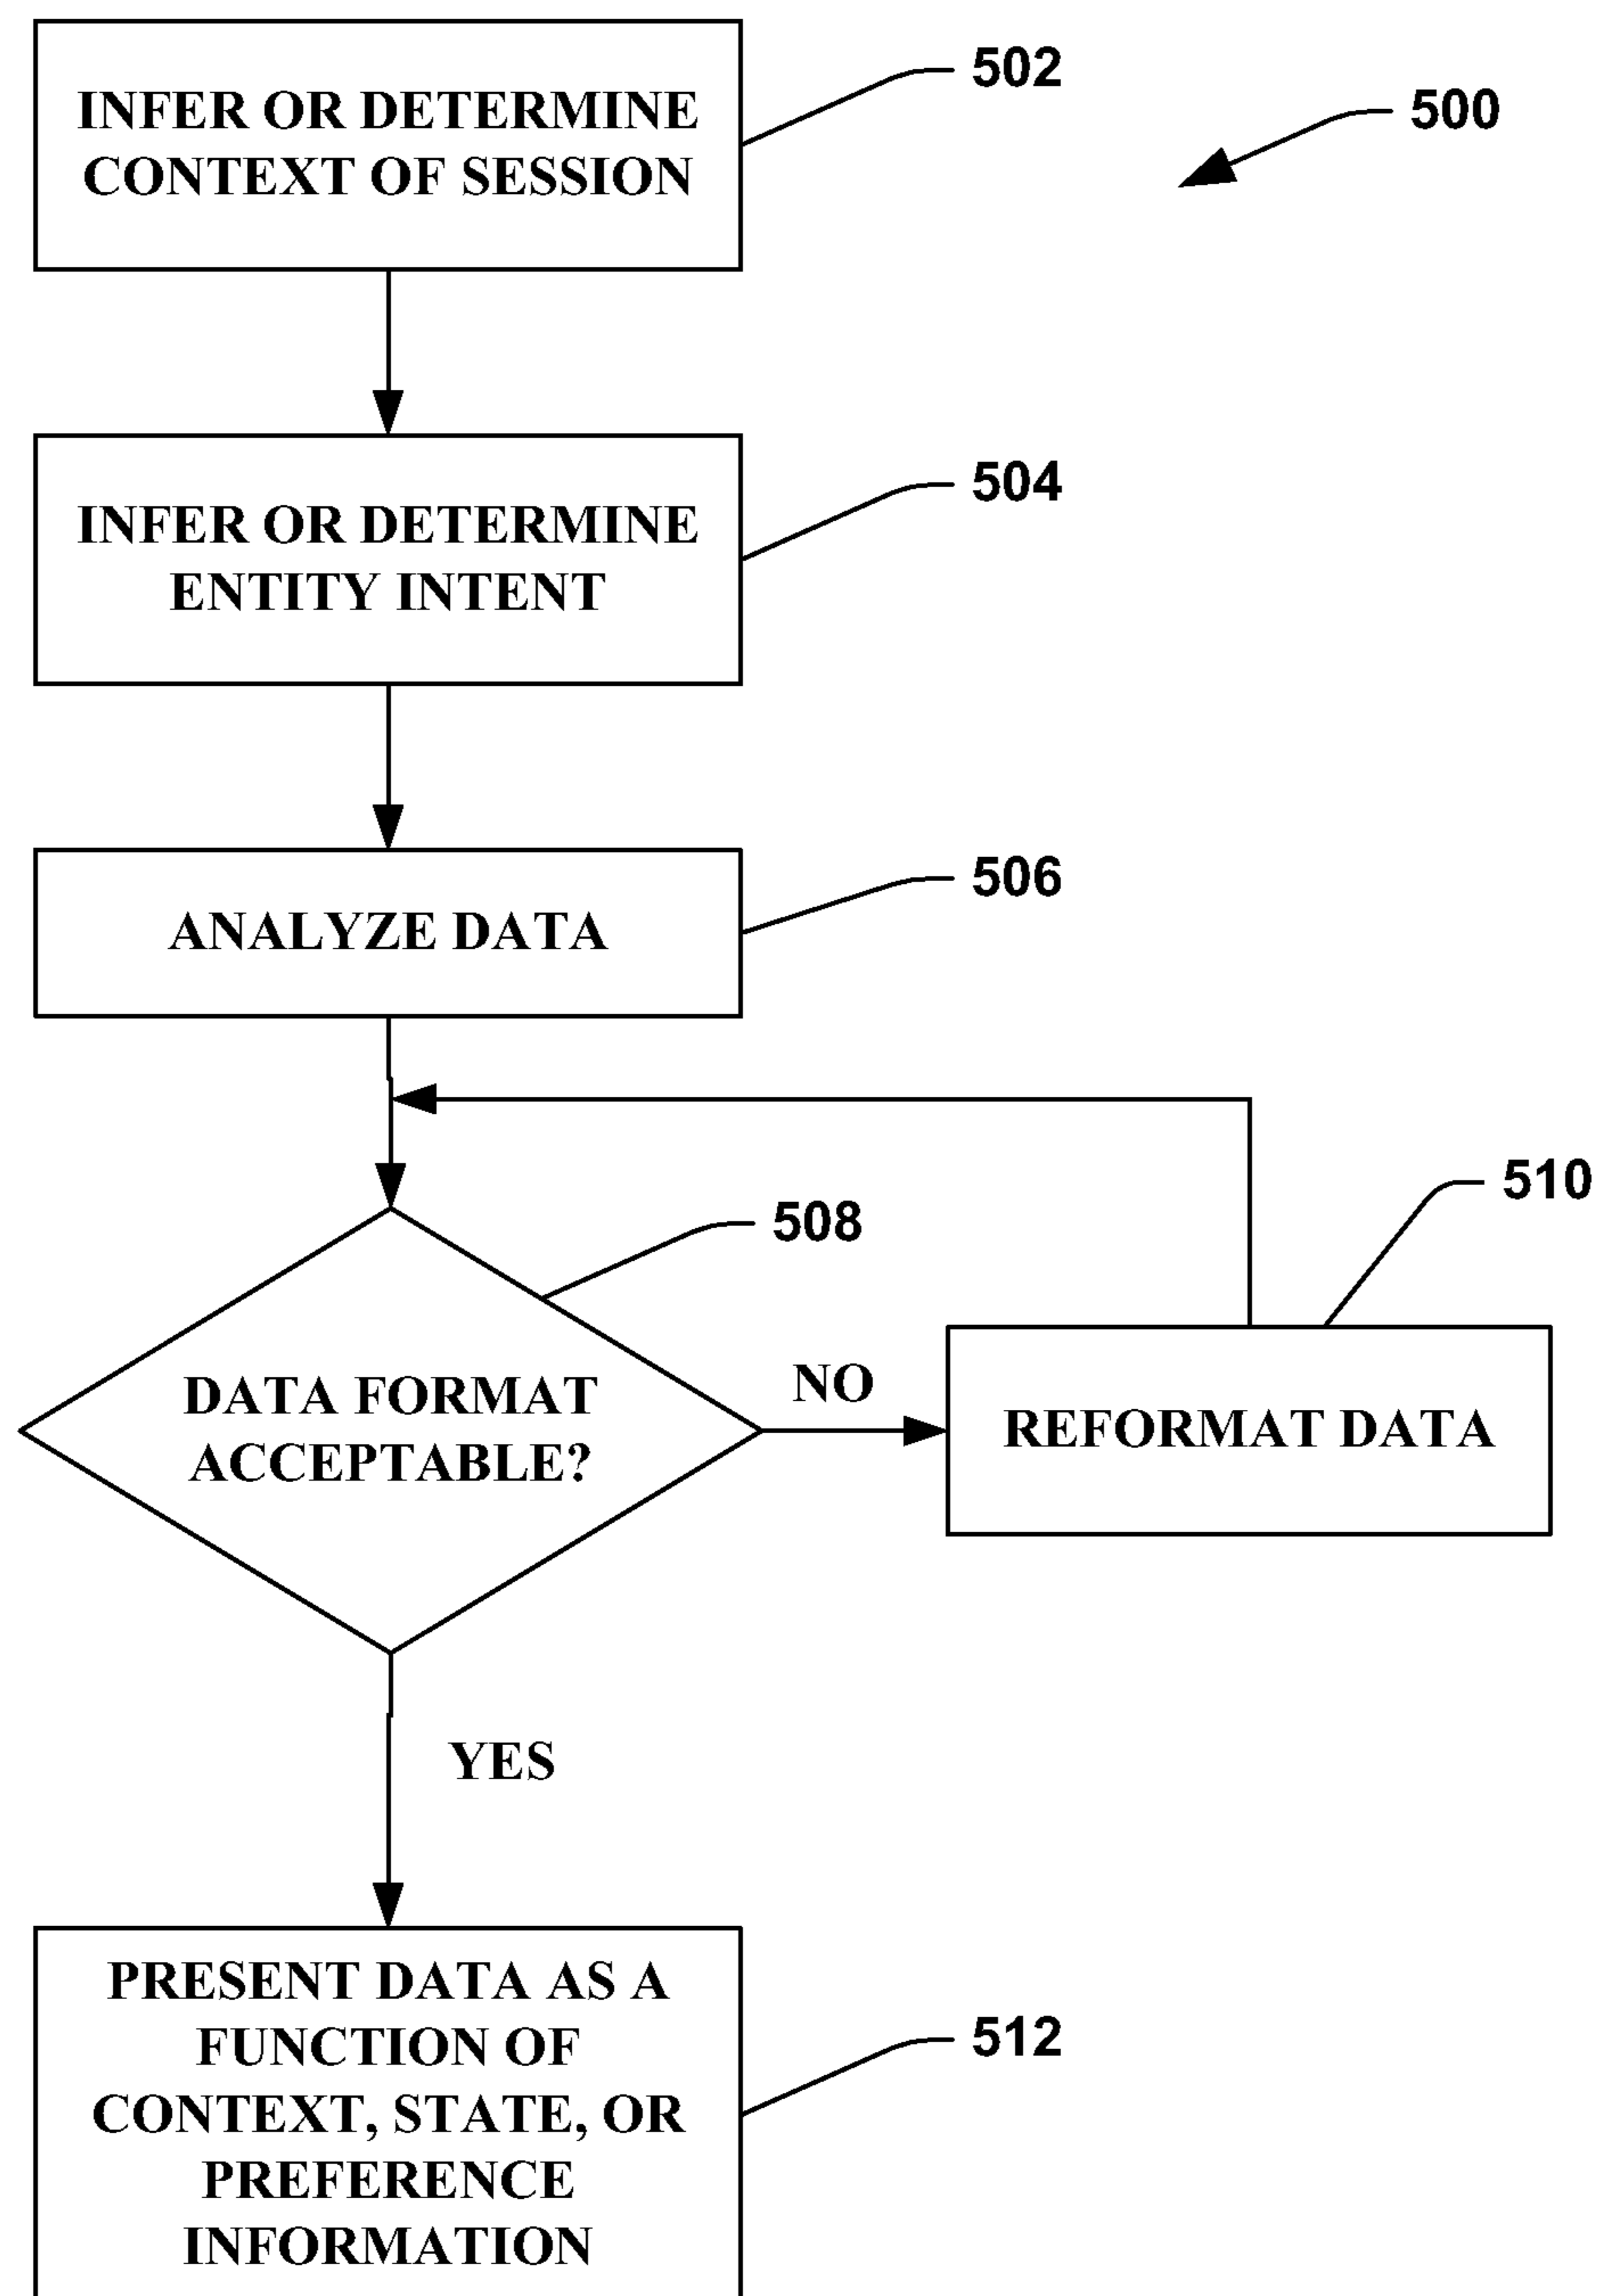 INFER OR DETERMINE
CONTEXT OF SESSION
502
500
INFER OR DETERMINE
ENTITY INTENT
504
ANALYZE DATA
506
508
510
DATA FORMAT
ACCEPTABLE?
NO
REFORMAT DATA
YES
PRESENT DATA AS A
FUNCTION OF
CONTEXT, STATE, OR
PREFERENCE
INFORMATION
512